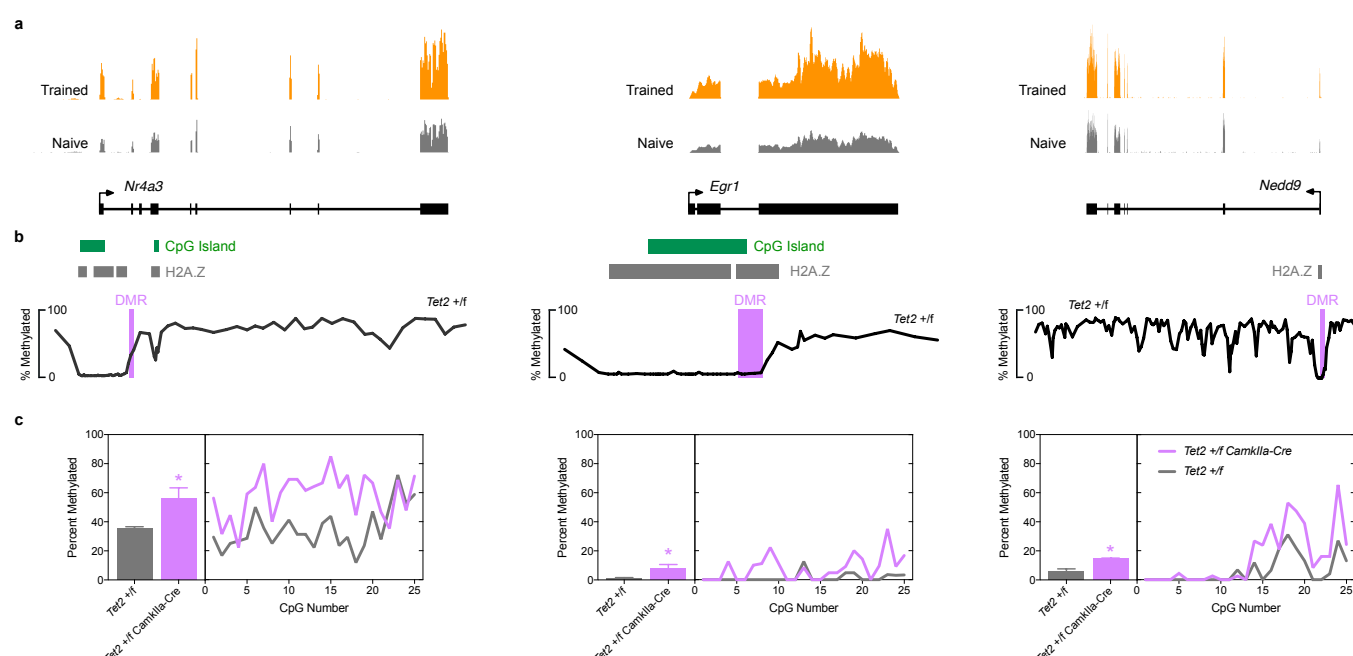 a
Trained
Trained
Trained
Naive
Naive
Naive
Nr4a3
Egr1
Nedd9
b
CpG Island
CpG Island
H2A.Z
H2A.Z
H2A.Z
DMR
Tet2 +/f
DMR
Tet2 +/f
Tet2 +/f
DMR
% Methylated
100
0
% Methylated
100
0
% Methylated
100
0
c
Percent Methylated
100
80
60
40
20
0
*
Tet2 +/f
Tet2 +/f CamkIIa-Cre
0 5 10 15 20 25
CpG Number
Percent Methylated
100
80
60
40
20
0
*
Tet2 +/f
Tet2 +/f CamkIIa-Cre
0 5 10 15 20 25
CpG Number
Percent Methylated
100
80
60
40
20
0
*
Tet2 +/f
Tet2 +/f CamkIIa-Cre
Tet2 +/f CamkIIa-Cre
Tet2 +/f
0 5 10 15 20 25
CpG Number